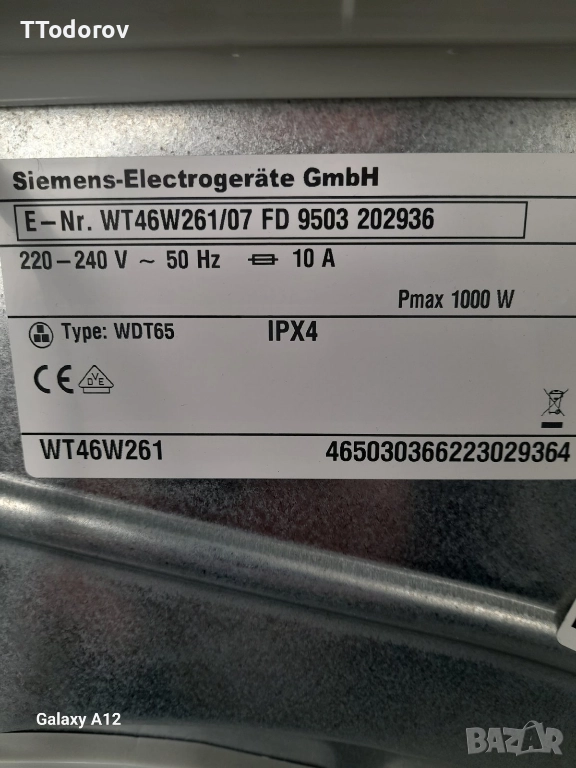 TTodorov
Siemens-Electrogeräte GmbH
E-Nr. WT46W261/07 FD 9503 202936
220-240 V ~ 50 Hz 10 A
Pmax 1000 W
Type: WDT65 IPX4
CE DVE
WT46W261 465030366223029364
Galaxy A12
BAZAR